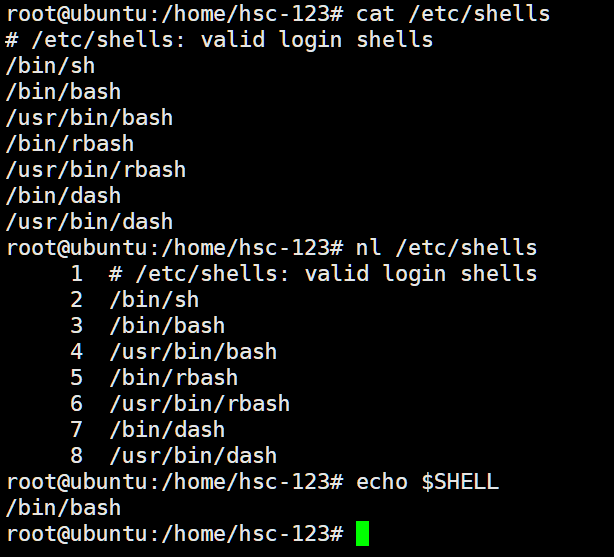 root@ubuntu:/home/hsc-123# cat /etc/shells
# /etc/shells: valid login shells
/bin/sh
/bin/bash
/usr/bin/bash
/bin/rbash
/usr/bin/rbash
/bin/dash
/usr/bin/dash
root@ubuntu:/home/hsc-123# nl /etc/shells
     1  # /etc/shells: valid login shells
     2  /bin/sh
     3  /bin/bash
     4  /usr/bin/bash
     5  /bin/rbash
     6  /usr/bin/rbash
     7  /bin/dash
     8  /usr/bin/dash
root@ubuntu:/home/hsc-123# echo $SHELL
/bin/bash
root@ubuntu:/home/hsc-123#